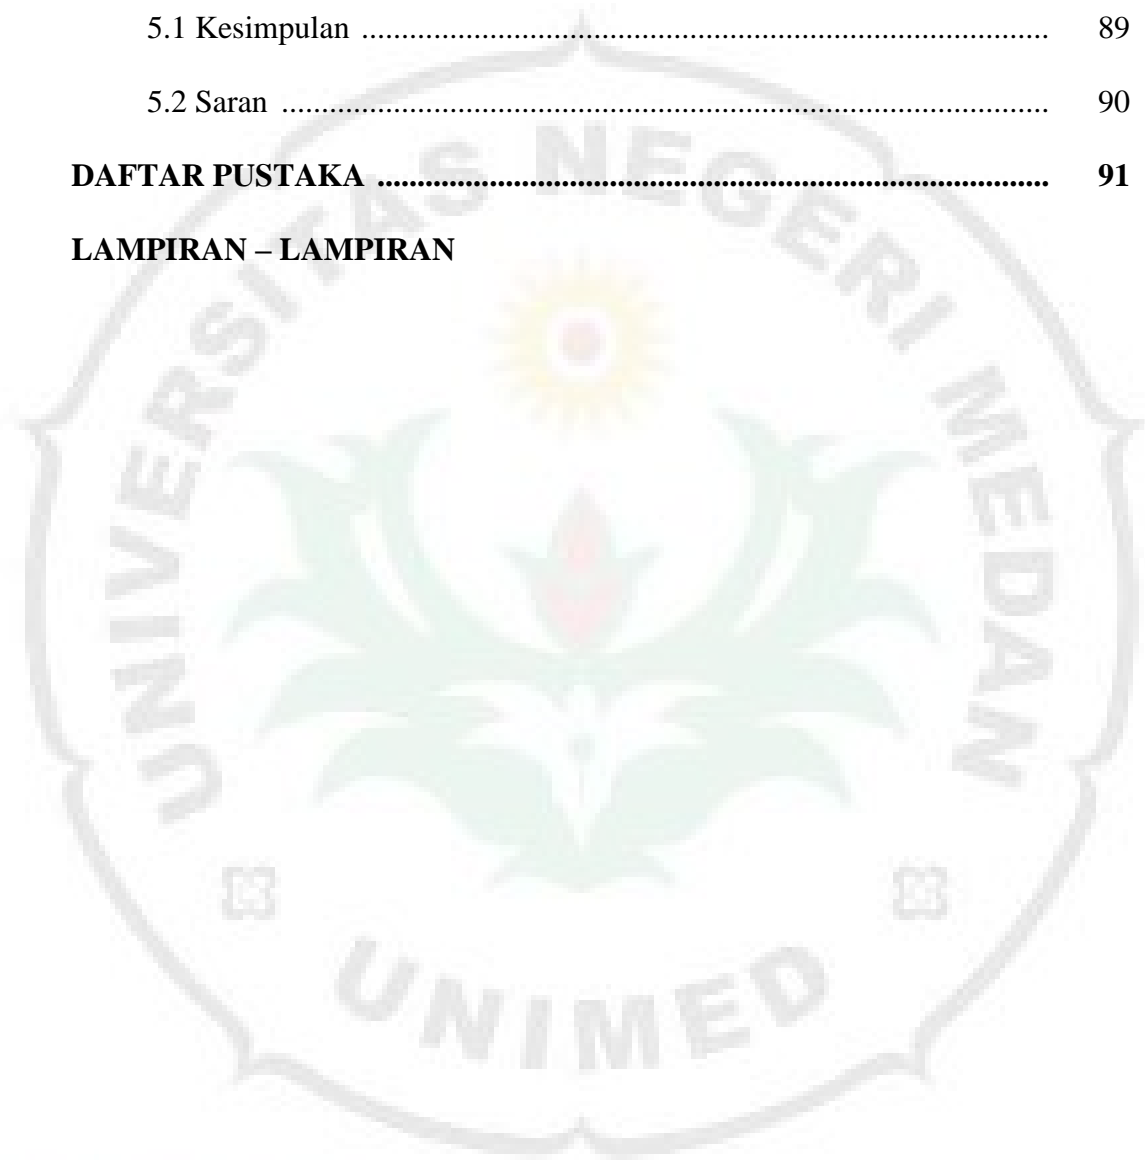 5.1 Kesimpulan ...................................................................................... 89
5.2 Saran ................................................................................................ 90
DAFTAR PUSTAKA .................................................................................... 91
LAMPIRAN – LAMPIRAN
UNIVERSITAS NEGERI MEDAN
UNIMED